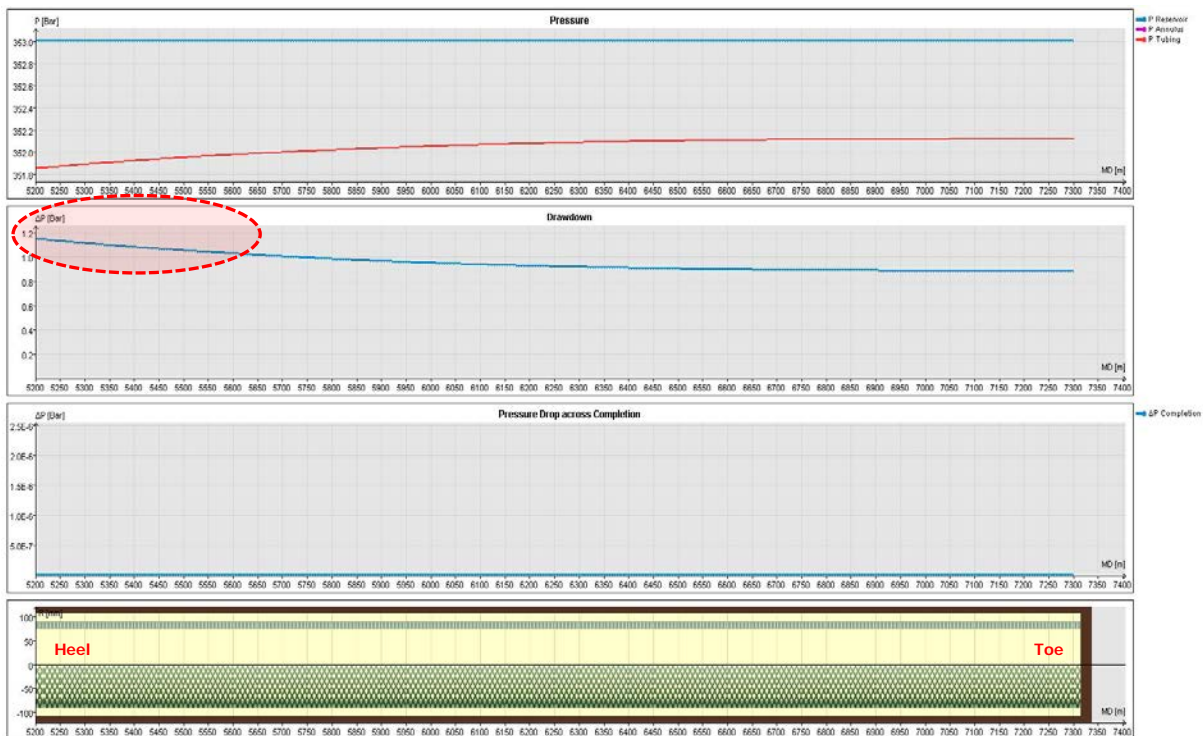 P [Bar]
Pressure
P Reservoir
P Annulus
P Tubing
353.0
352.8
352.6
352.4
352.2
352.0
351.8
MD [m]
5200 5250 5300 5350 5400 5450 5500 5550 5600 5650 5700 5750 5800 5850 5900 5950 6000 6050 6100 6150 6200 6250 6300 6350 6400 6450 6500 6550 6600 6650 6700 6750 6800 6850 6900 6950 7000 7050 7100 7150 7200 7250 7300 7350 7400
ΔP [Bar]
Drawdown
1.2
1.0
0.8
0.6
0.4
0.2
MD [m]
5200 5250 5300 5350 5400 5450 5500 5550 5600 5650 5700 5750 5800 5850 5900 5950 6000 6050 6100 6150 6200 6250 6300 6350 6400 6450 6500 6550 6600 6650 6700 6750 6800 6850 6900 6950 7000 7050 7100 7150 7200 7250 7300 7350 7400
ΔP [Bar]
Pressure Drop across Completion
ΔP Completion
2.5E-6
2.0E-6
1.5E-6
1.0E-6
5.0E-7
MD [m]
5200 5250 5300 5350 5400 5450 5500 5550 5600 5650 5700 5750 5800 5850 5900 5950 6000 6050 6100 6150 6200 6250 6300 6350 6400 6450 6500 6550 6600 6650 6700 6750 6800 6850 6900 6950 7000 7050 7100 7150 7200 7250 7300 7350 7400
100
50
Heel
Toe
0
-50
-100
MD [m]
5200 5250 5300 5350 5400 5450 5500 5550 5600 5650 5700 5750 5800 5850 5900 5950 6000 6050 6100 6150 6200 6250 6300 6350 6400 6450 6500 6550 6600 6650 6700 6750 6800 6850 6900 6950 7000 7050 7100 7150 7200 7250 7300 7350 7400